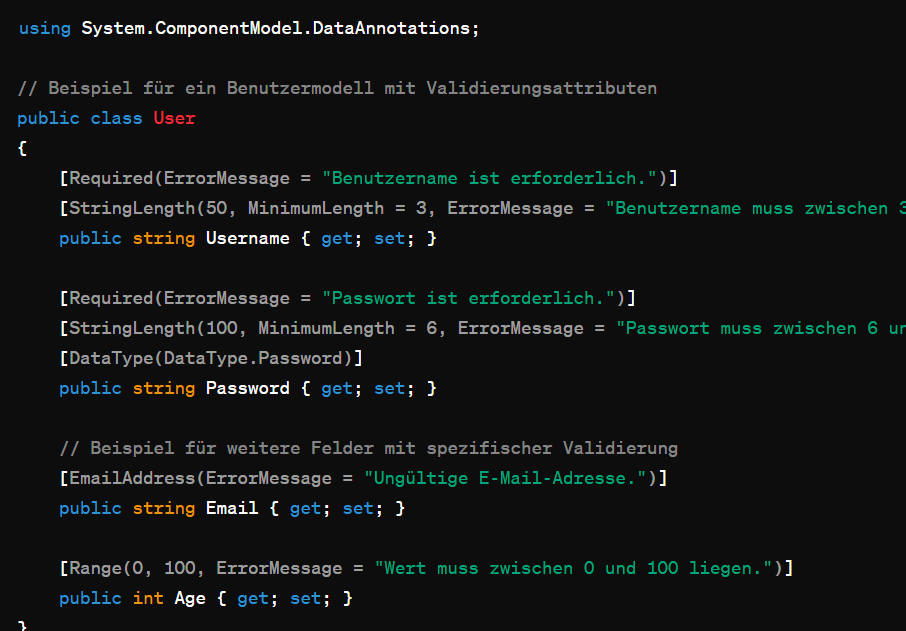 using System.ComponentModel.DataAnnotations;
// Beispiel für ein Benutzermodell mit Validierungsattributen
public class User
{
[Required(ErrorMessage = "Benutzername ist erforderlich.")]
[StringLength(50, MinimumLength = 3, ErrorMessage = "Benutzername muss zwischen 3
public string Username { get; set; }
[Required(ErrorMessage = "Passwort ist erforderlich.")]
[StringLength(100, MinimumLength = 6, ErrorMessage = "Passwort muss zwischen 6 un
[DataType(DataType.Password)]
public string Password { get; set; }
// Beispiel für weitere Felder mit spezifischer Validierung
[EmailAddress(ErrorMessage = "Ungültige E-Mail-Adresse.")]
public string Email { get; set; }
[Range(0, 100, ErrorMessage = "Wert muss zwischen 0 und 100 liegen.")]
public int Age { get; set; }
}